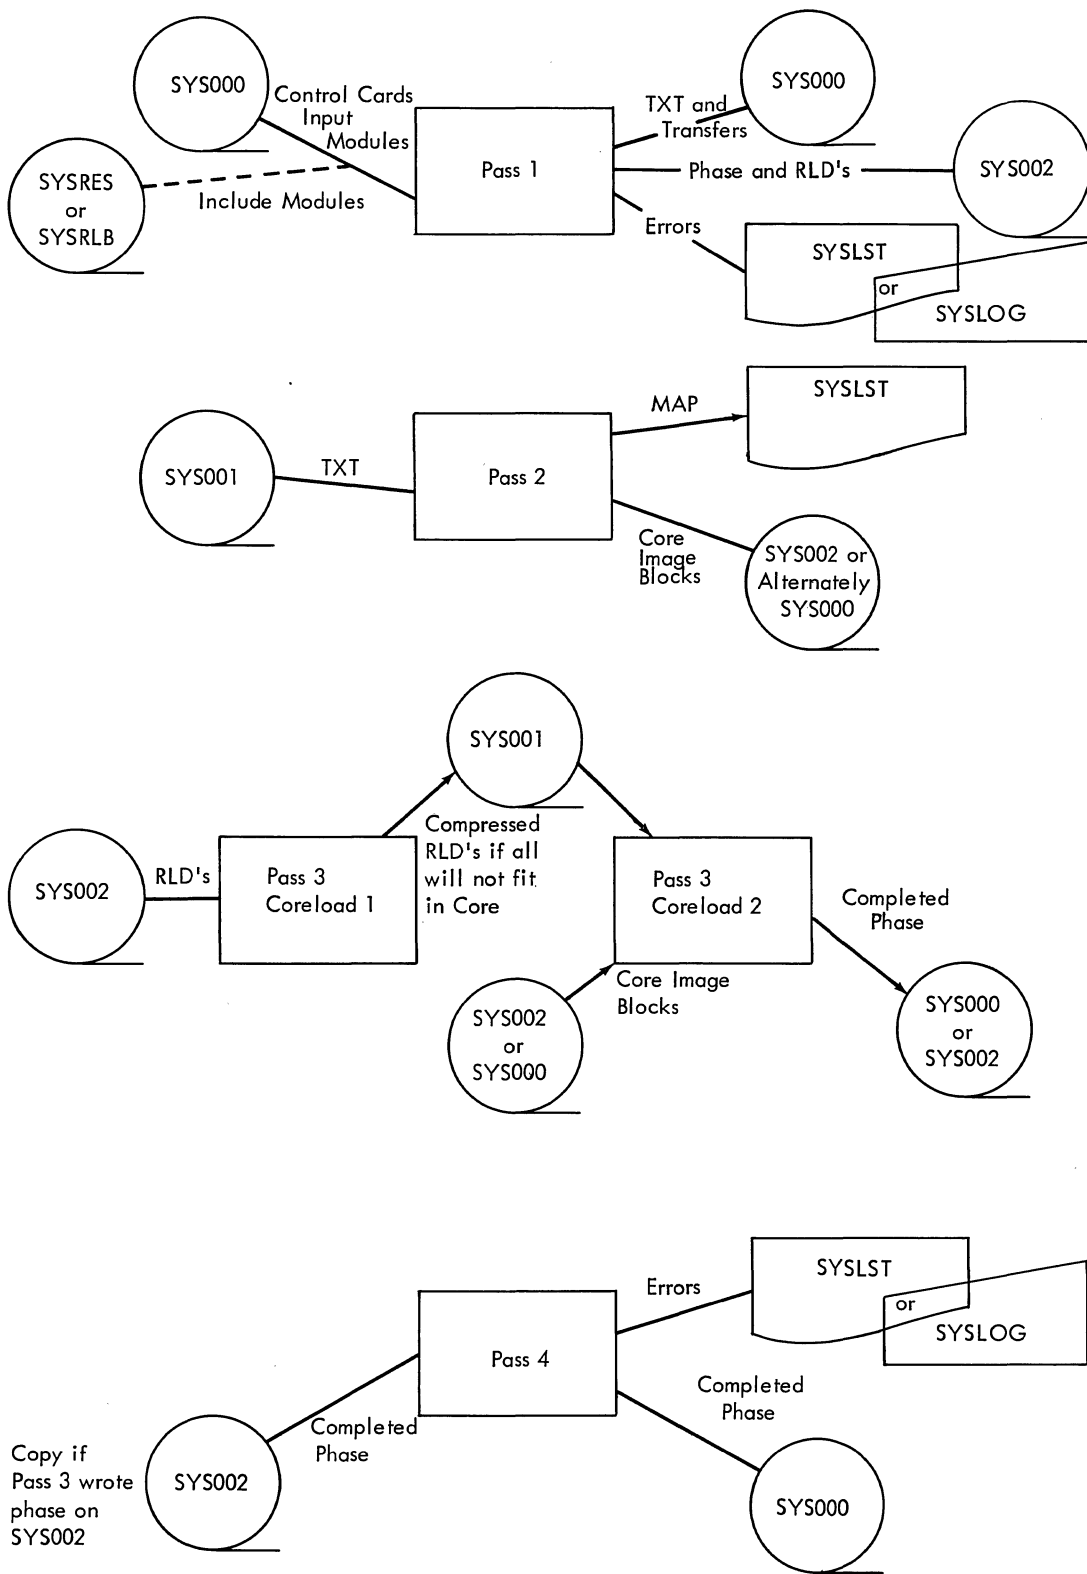 SYS000
Control Cards
Input
Modules
SYSRES
or
SYSRLB
Include Modules
Pass 1
TXT and
Transfers
SYS000
Phase and RLD's
SYS002
Errors
SYSLST
or
SYSLOG
SYS001
TXT
Pass 2
MAP
SYSLST
Core
Image
Blocks
SYS002 or
Alternately
SYS000
SYS001
SYS002
RLD's
Pass 3
Coreload 1
Compressed
RLD's if all
will not fit
in Core
Pass 3
Coreload 2
Completed
Phase
SYS002
or
SYS000
Core Image
Blocks
SYS000
or
SYS002
Errors
SYSLST
or
SYSLOG
Pass 4
Completed
Phase
Completed
Phase
Copy if
Pass 3 wrote
phase on
SYS002
SYS002
SYS000